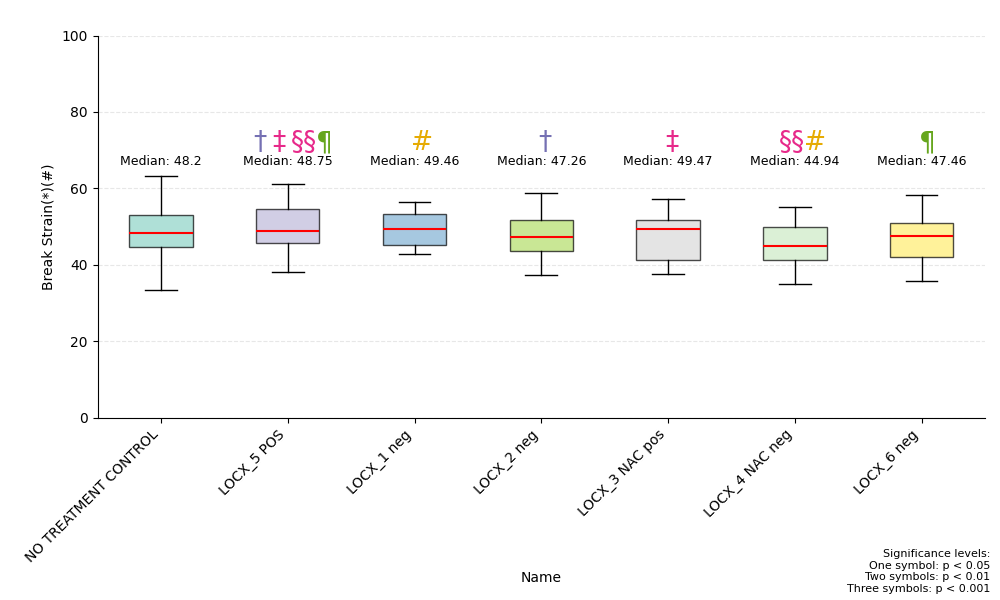 100
80
60
40
20
0
Break Strain(*)(#)
† ‡ §§ ¶ # † ‡ §§ # ¶
Median: 48.2 Median: 48.75 Median: 49.46 Median: 47.26 Median: 49.47 Median: 44.94 Median: 47.46
NO TREATMENT CONTROL
LOCX_5 POS
LOCX_1 neg
LOCX_2 neg
LOCX_3 NAC pos
LOCX_4 NAC neg
LOCX_6 neg
Name
Significance levels:
One symbol: p < 0.05
Two symbols: p < 0.01
Three symbols: p < 0.001